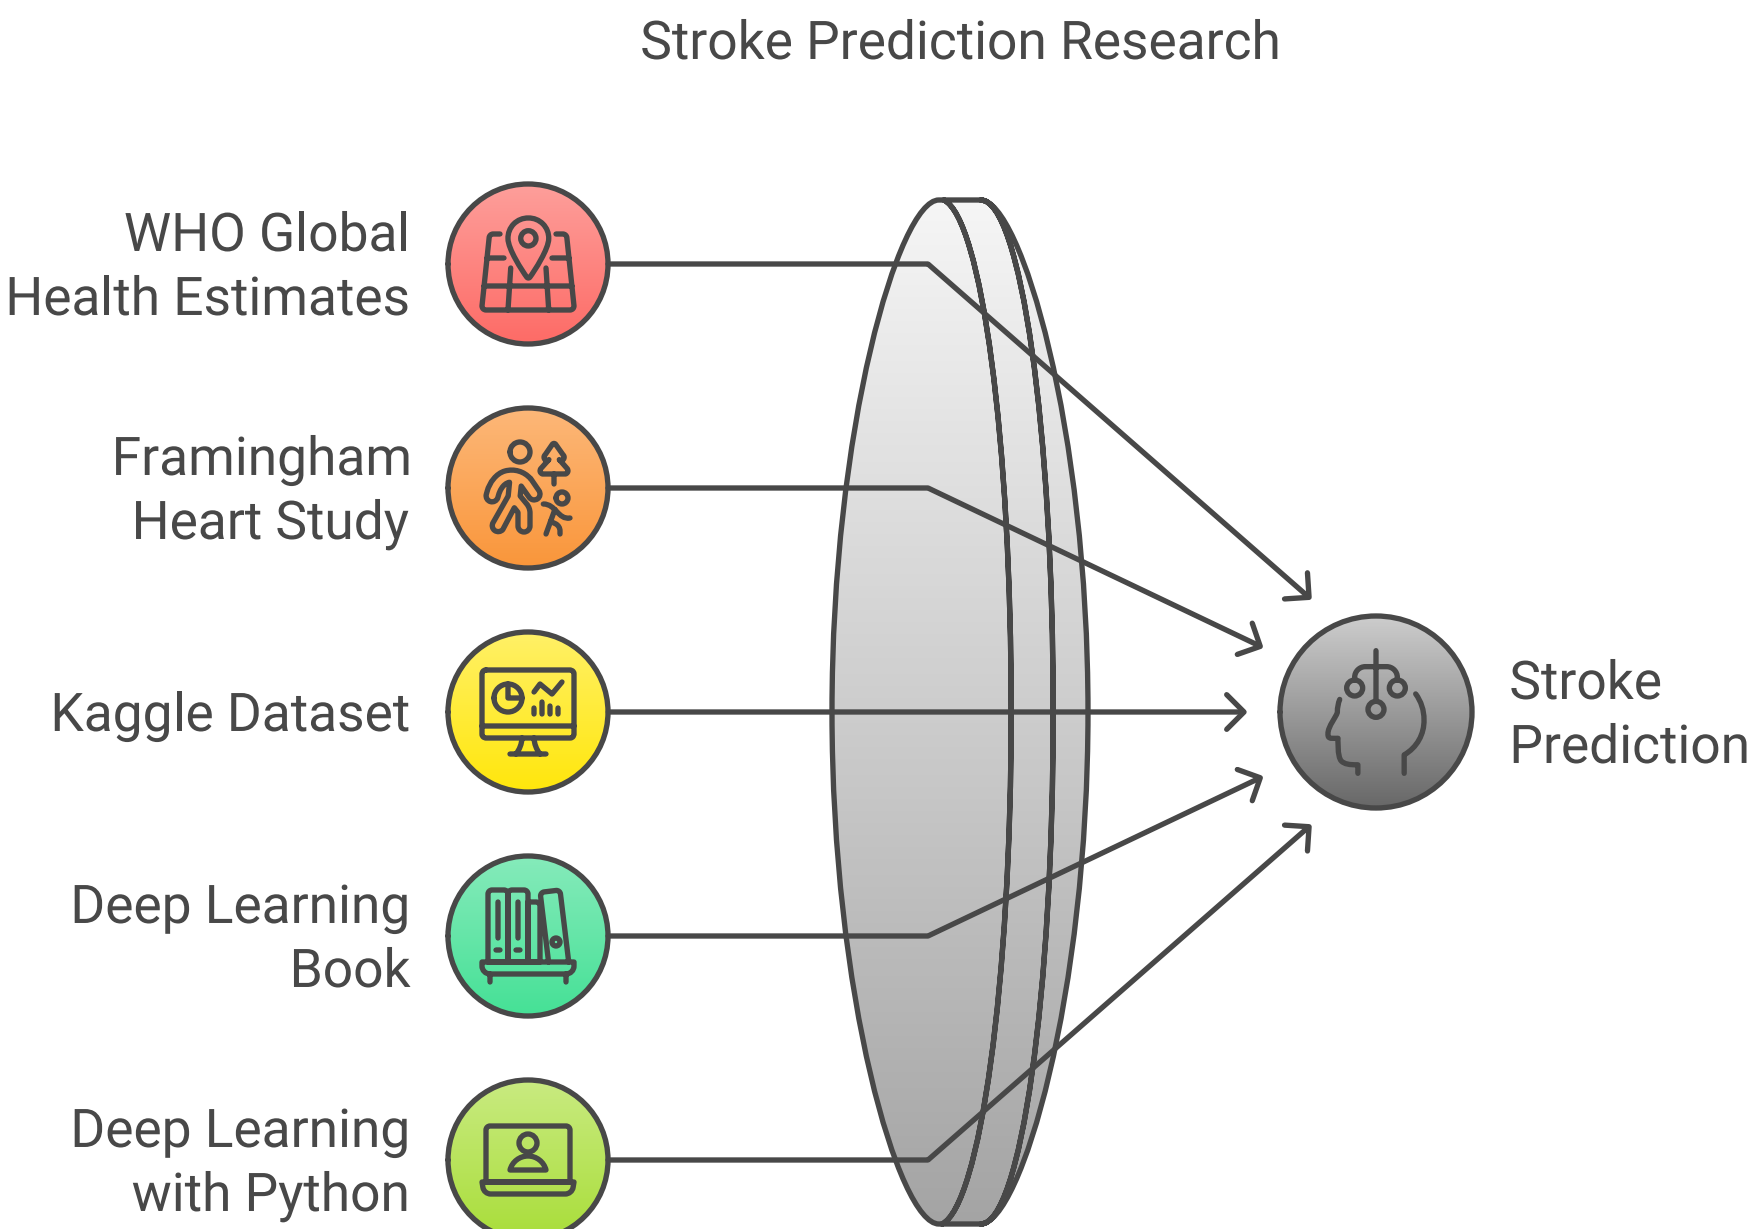 Stroke Prediction Research
WHO Global
Health Estimates
Framingham
Heart Study
Kaggle Dataset
Deep Learning
Book
Deep Learning
with Python
Stroke
Prediction